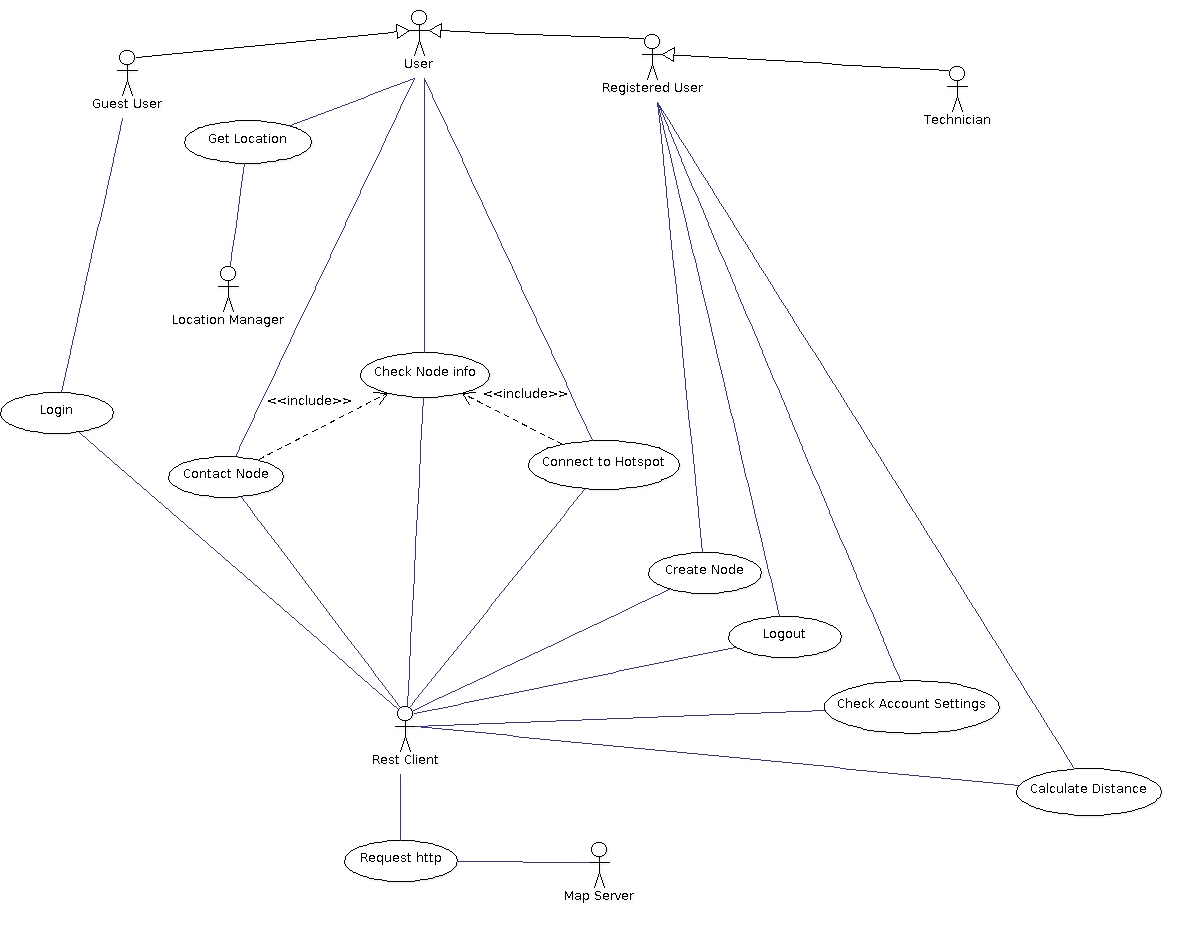 User
Guest User
Registered User
Technician
Get Location
Location Manager
Check Node info
<<include>>
<<include>>
Login
Contact Node
Connect to Hotspot
Create Node
Logout
Check Account Settings
Rest Client
Calculate Distance
Request http
Map Server